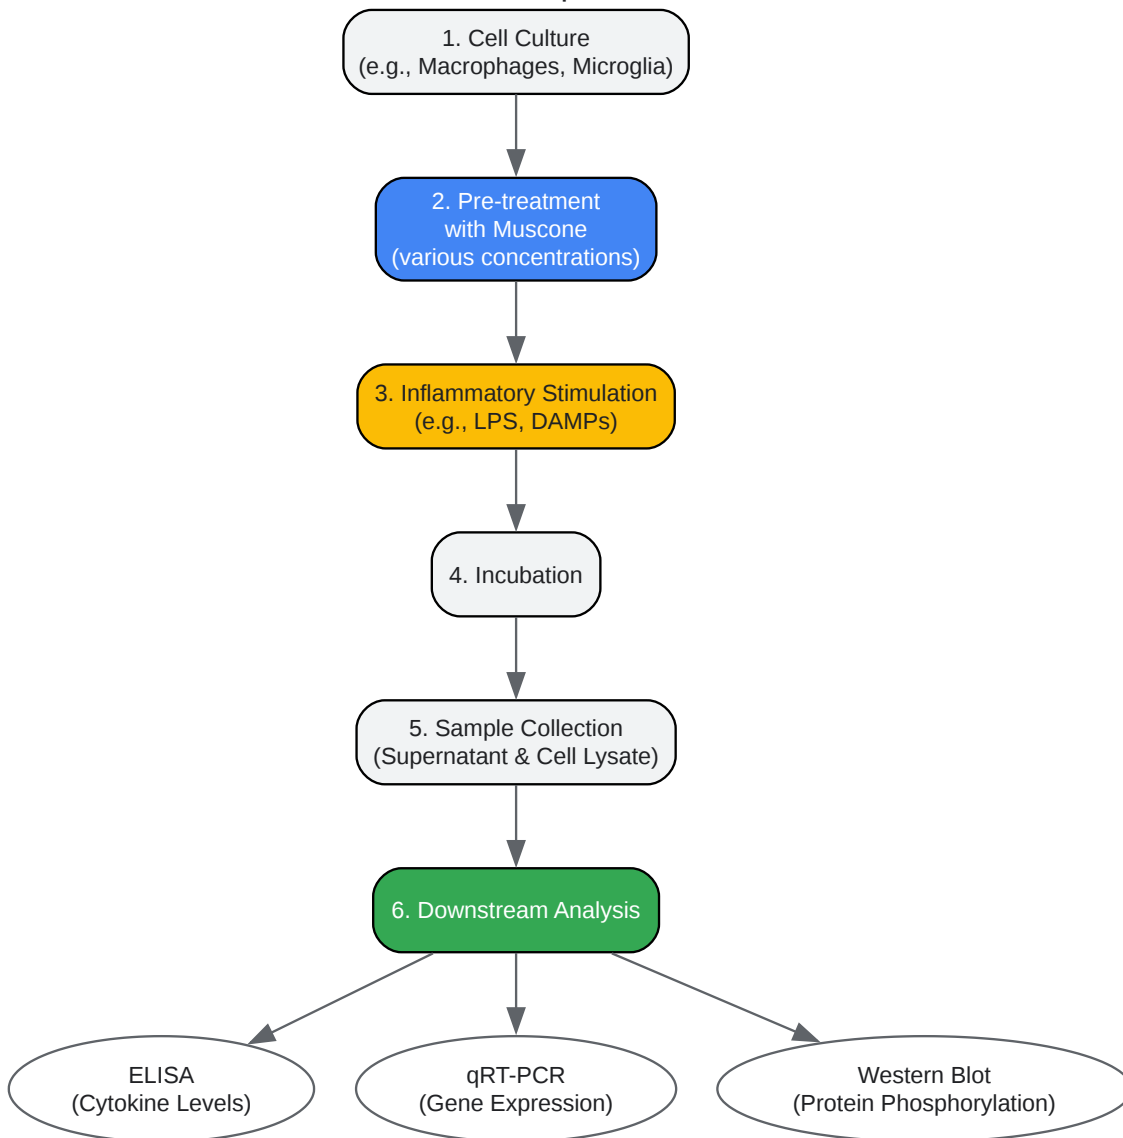 1. Cell Culture
(e.g., Macrophages, Microglia)
2. Pre-treatment
with Muscone
(various concentrations)
3. Inflammatory Stimulation
(e.g., LPS, DAMPs)
4. Incubation
5. Sample Collection
(Supernatant & Cell Lysate)
6. Downstream Analysis
ELISA
(Cytokine Levels)
qRT-PCR
(Gene Expression)
Western Blot
(Protein Phosphorylation)